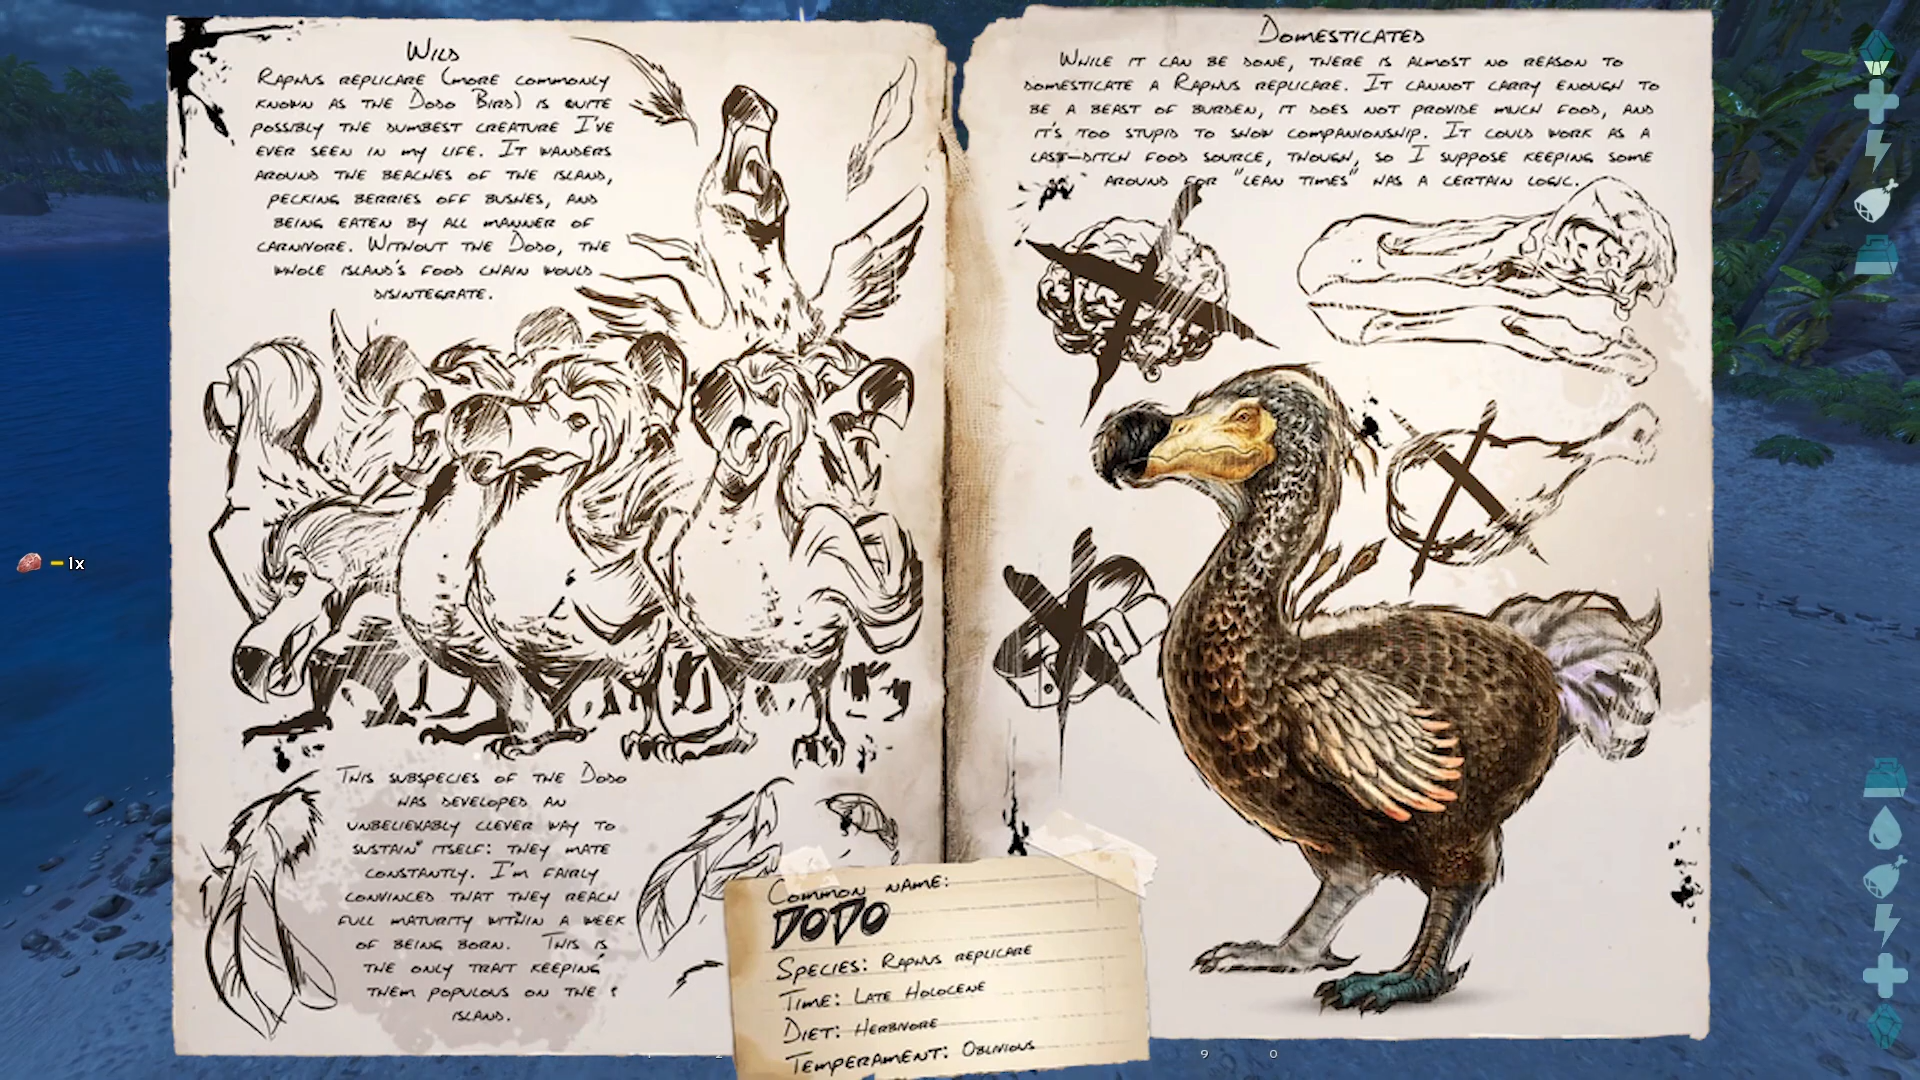 Wild
Raphus replicare (more commonly
known as the Dodo Bird) is quite
possibly the dumbest creature I've
ever seen in my life. It wanders
around the beaches of the island,
pecking berries off bushes, and
being eaten by all manner of
carnivore. Without the Dodo, the
whole island's food chain would
disintegrate.
This subspecies of the Dodo
has developed an
unbelievably clever way to
sustain itself: they mate
constantly. I'm fairly
convinced that they reach
full maturity within a week
of being born. This is
the only trait keeping
them populous on the
island.
Domesticated
While it can be done, there is almost no reason to
domesticate a Raphus replicare. It cannot carry enough to
be a beast of burden, it does not provide much food, and
it's too stupid to show companionship. It could work as a
last-ditch food source, though, so I suppose keeping some
around for "lean times" has a certain logic.
Common name:
DODO
Species: Raphus replicare
Time: Late Holocene
Diet: Herbivore
Temperament: Oblivious
- 1x
9 0